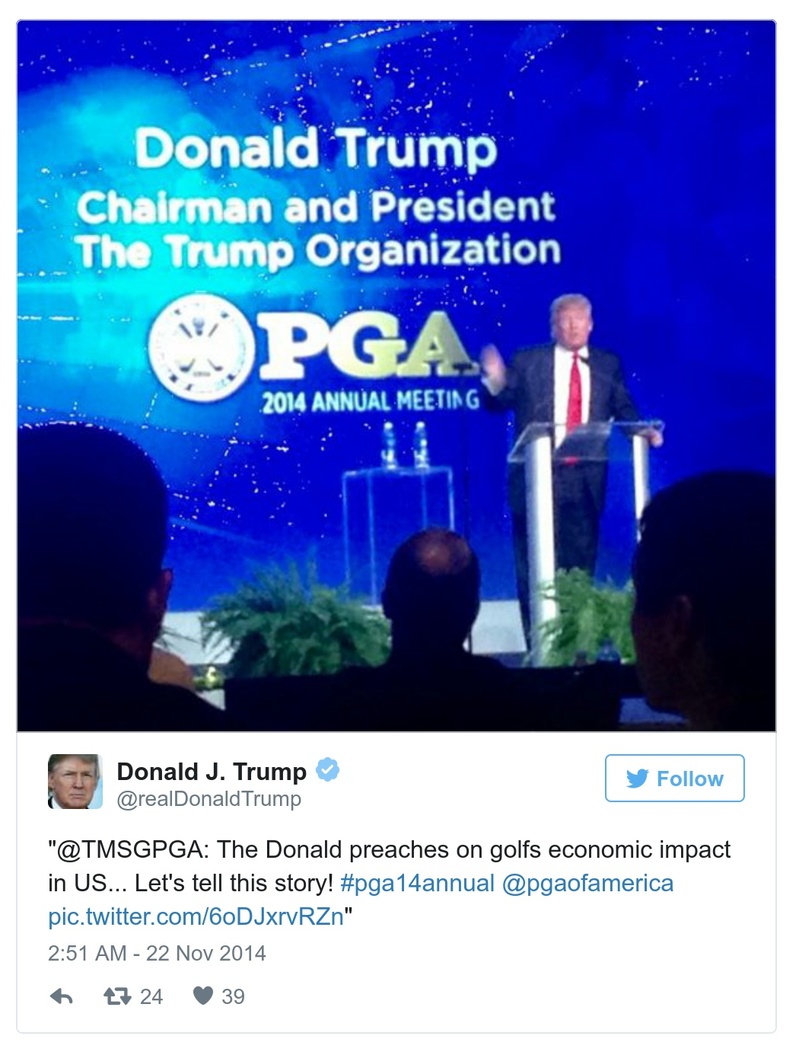 Donald Trump
Chairman and President
The Trump Organization
PGA
2014 ANNUAL MEETING
Donald J. Trump
@realDonaldTrump
Follow
"@TMSGPGA: The Donald preaches on golfs economic impact
in US... Let's tell this story! #pga14annual @pgaofamerica
pic.twitter.com/6oDJxrvRZn"
2:51 AM - 22 Nov 2014
24
39